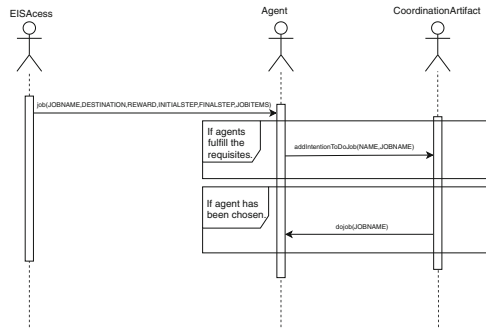 EISAcess
Agent
CoordinationArtifact
job(JOBNAME,DESTINATION,REWARD,INITIALSTEP,FINALSTEP,JOBITEMS)
If agents
fulfill the
requisites.
addIntentionToDoJob(NAME,JOBNAME)
If agent has
been chosen.
dojob(JOBNAME)